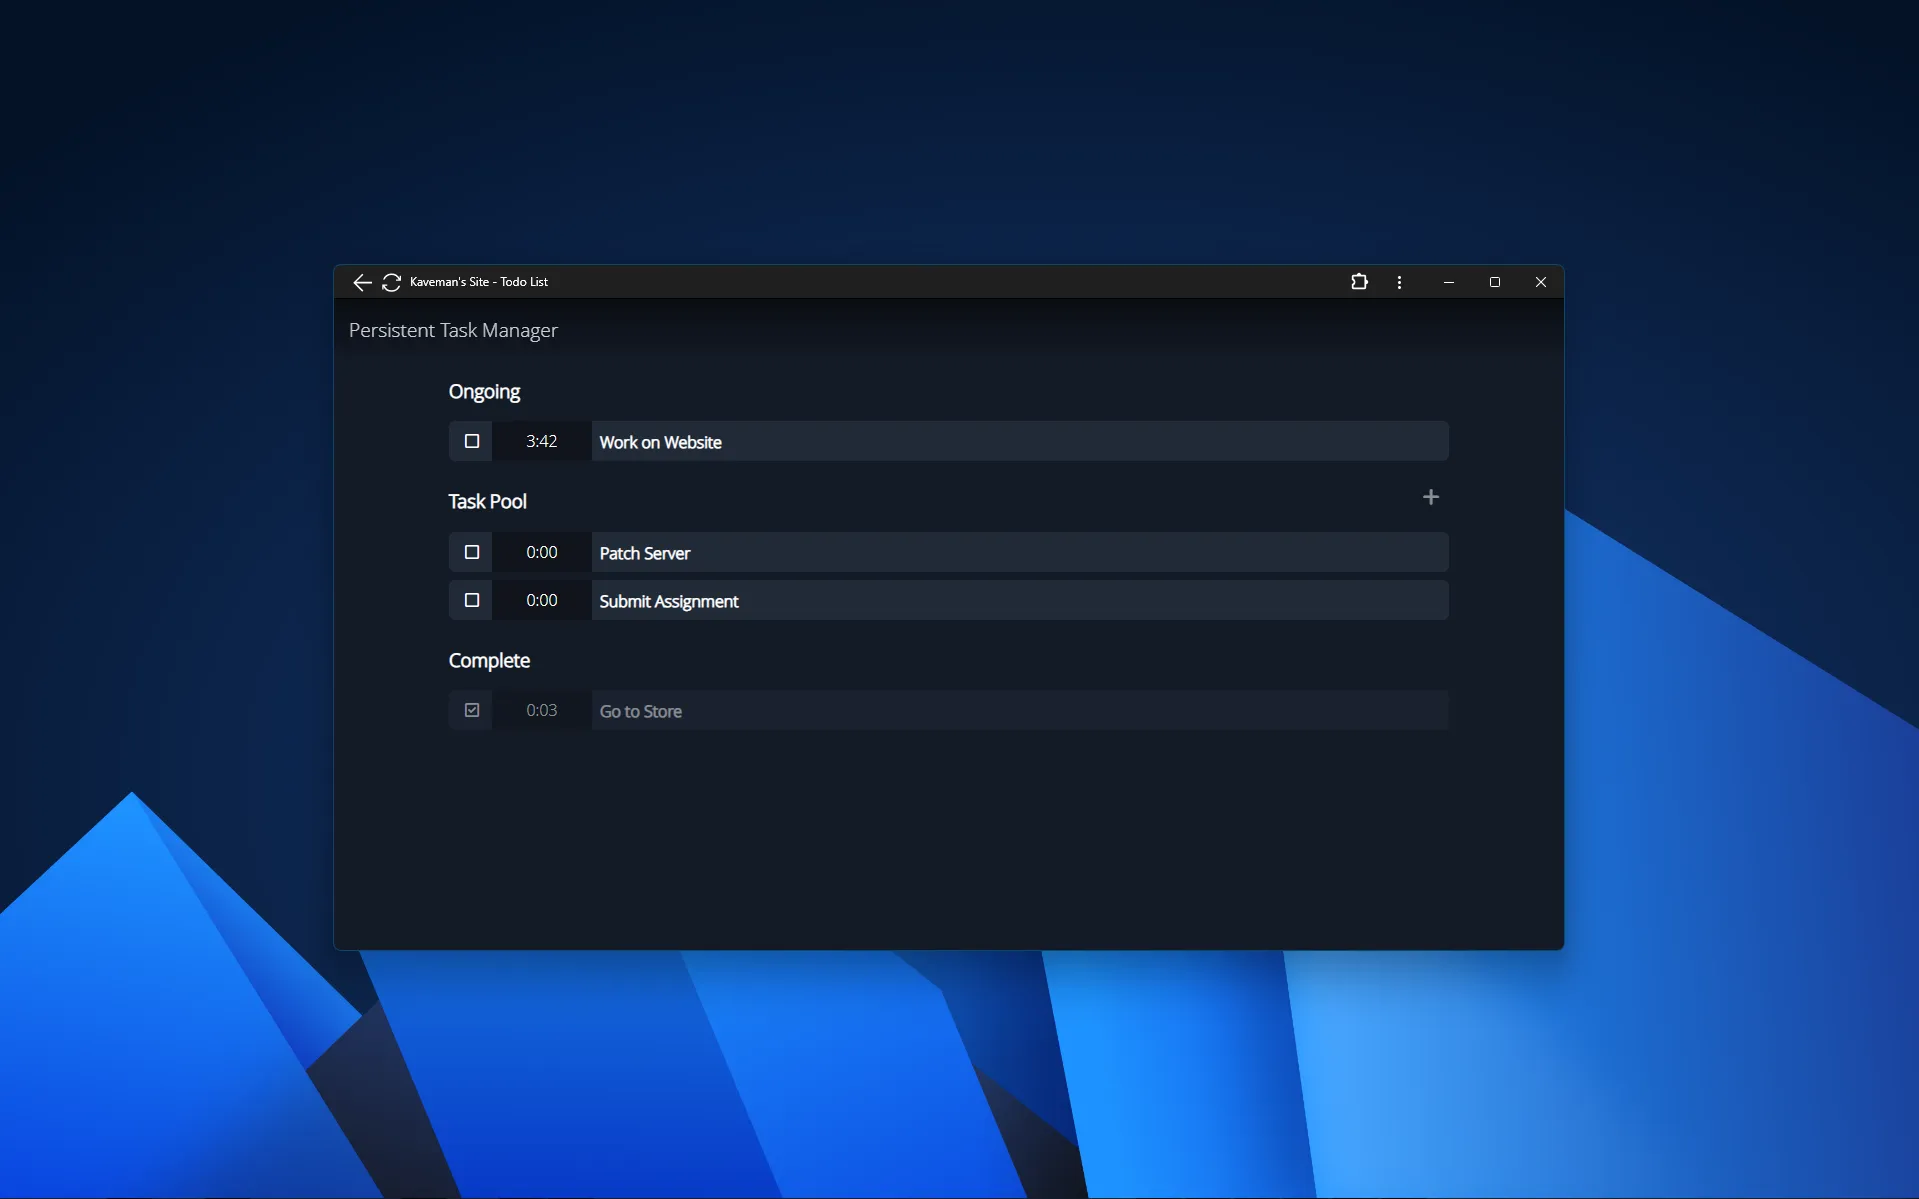 Kaveman's Site - Todo List
Persistent Task Manager
Ongoing
3:42 Work on Website
Task Pool
0:00 Patch Server
0:00 Submit Assignment
Complete
0:03 Go to Store